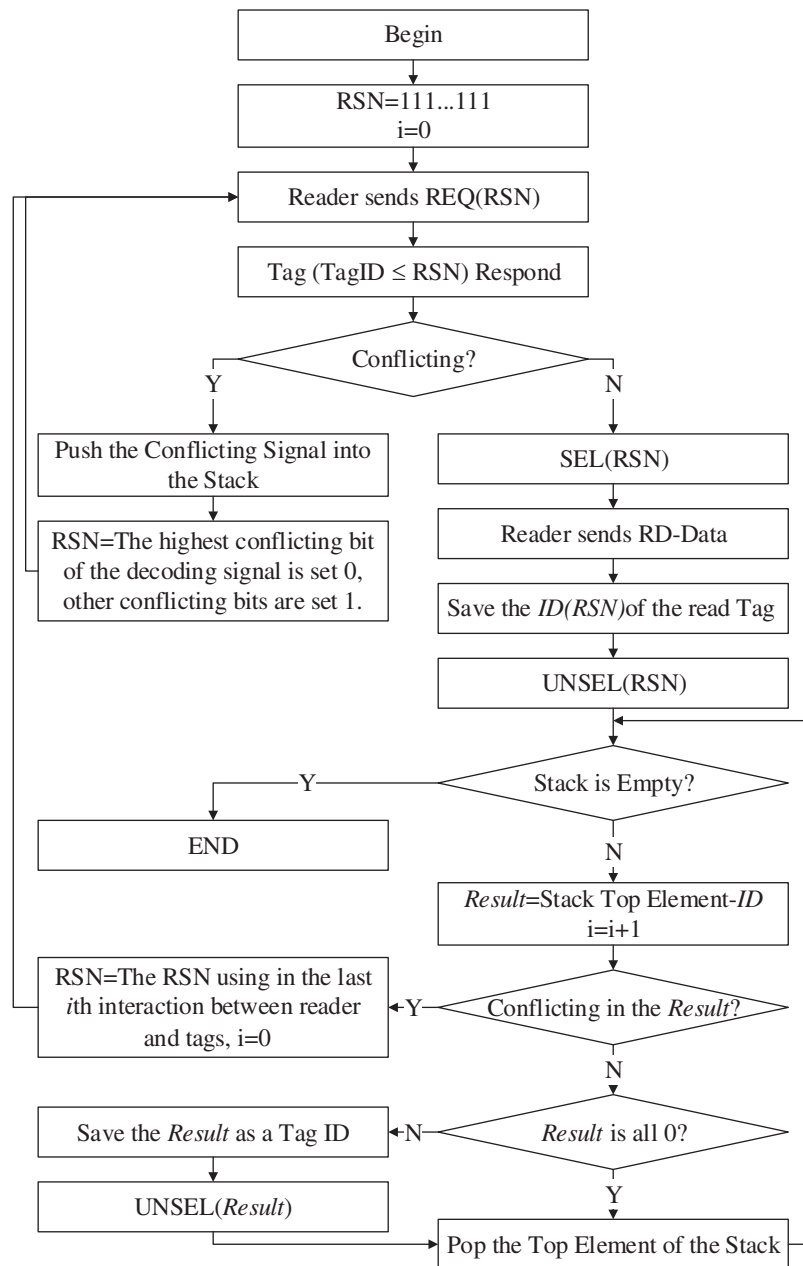 Begin
RSN=111...111
i=0
Reader sends REQ(RSN)
Tag (TagID ≤ RSN) Respond
Conflicting?
Y
N
Push the Conflicting Signal into
the Stack
RSN=The highest conflicting bit
of the decoding signal is set 0,
other conflicting bits are set 1.
SEL(RSN)
Reader sends RD-Data
Save the ID(RSN)of the read Tag
UNSEL(RSN)
Stack is Empty?
Y
END
N
Result=Stack Top Element-ID
i=i+1
Conflicting in the Result?
Y
RSN=The RSN using in the last
ith interaction between reader
and tags, i=0
N
Result is all 0?
N
Save the Result as a Tag ID
UNSEL(Result)
Y
Pop the Top Element of the Stack